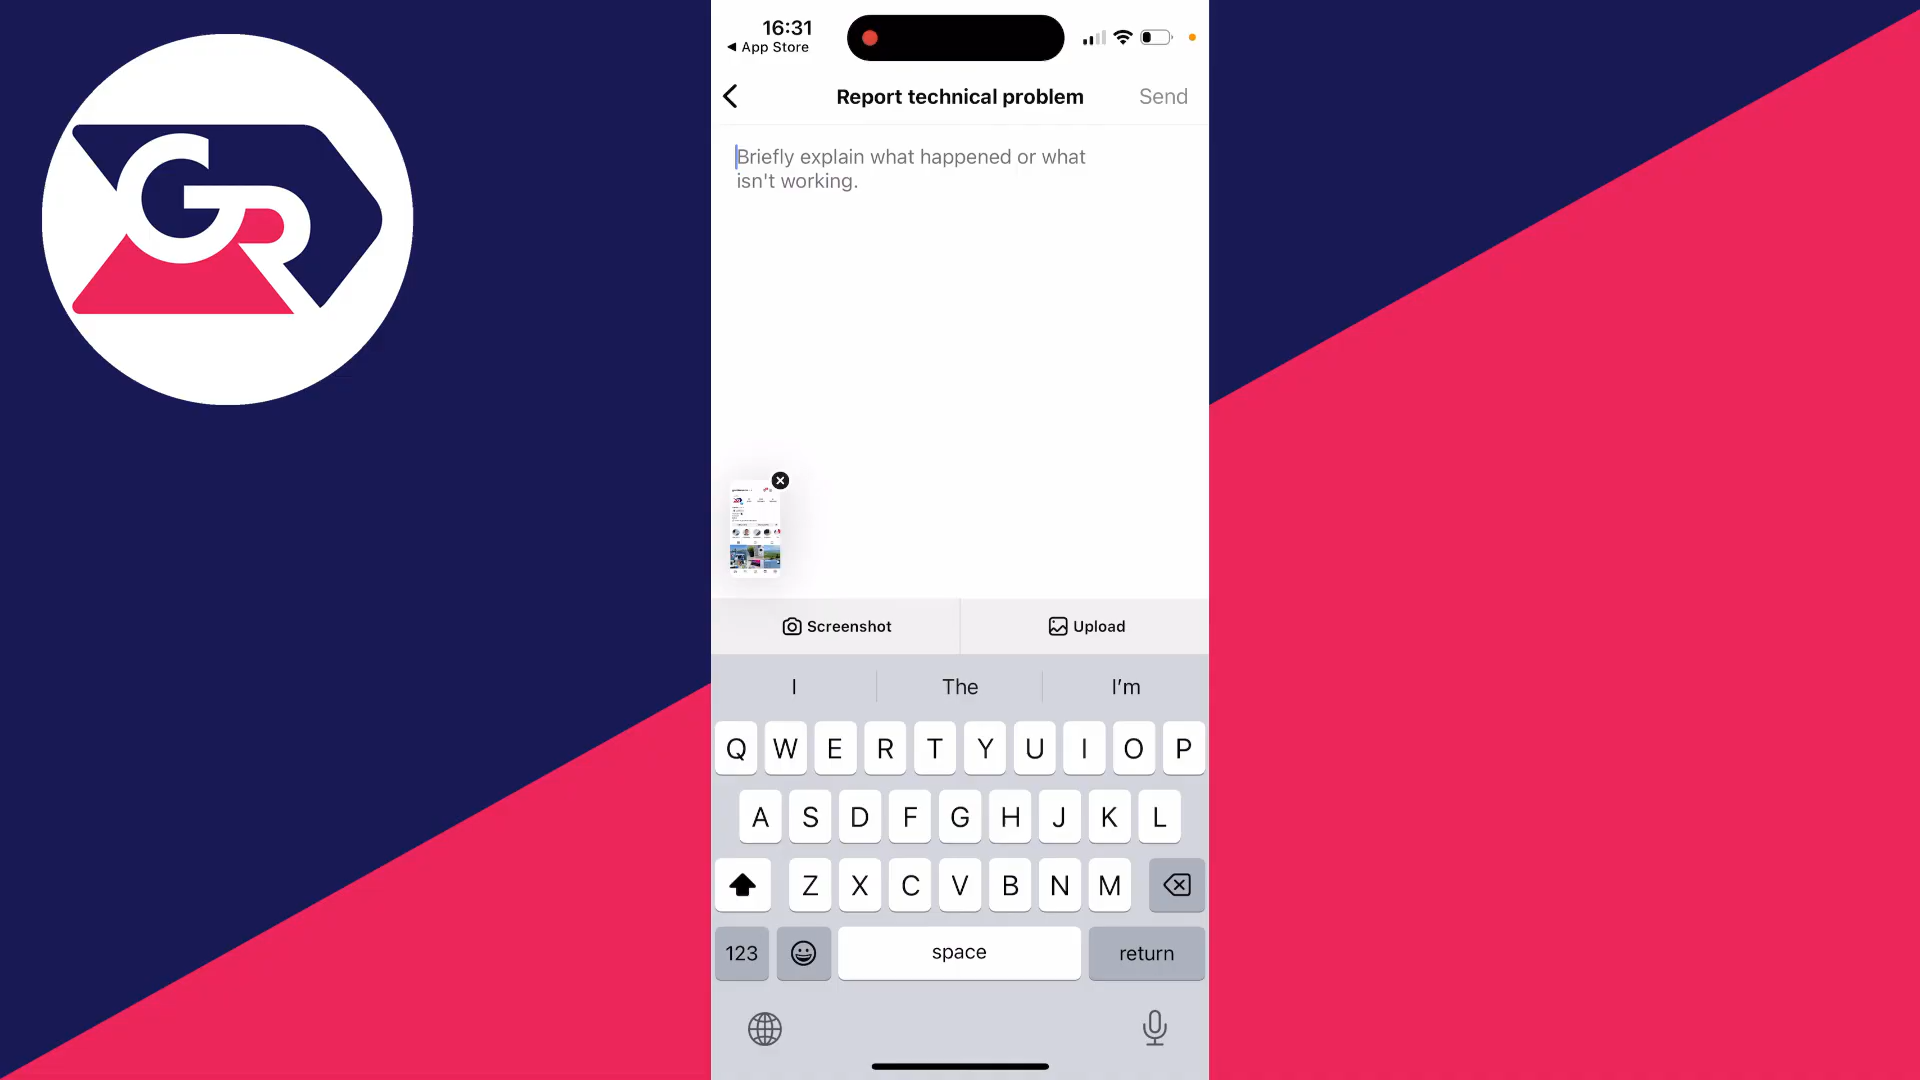 GR
16:31
◀ App Store
Report technical problem
Send
Briefly explain what happened or what
isn't working.
Screenshot
Upload
I
The
I'm
Q W E R T Y U I O P
A S D F G H J K L
Z X C V B N M
123
space
return